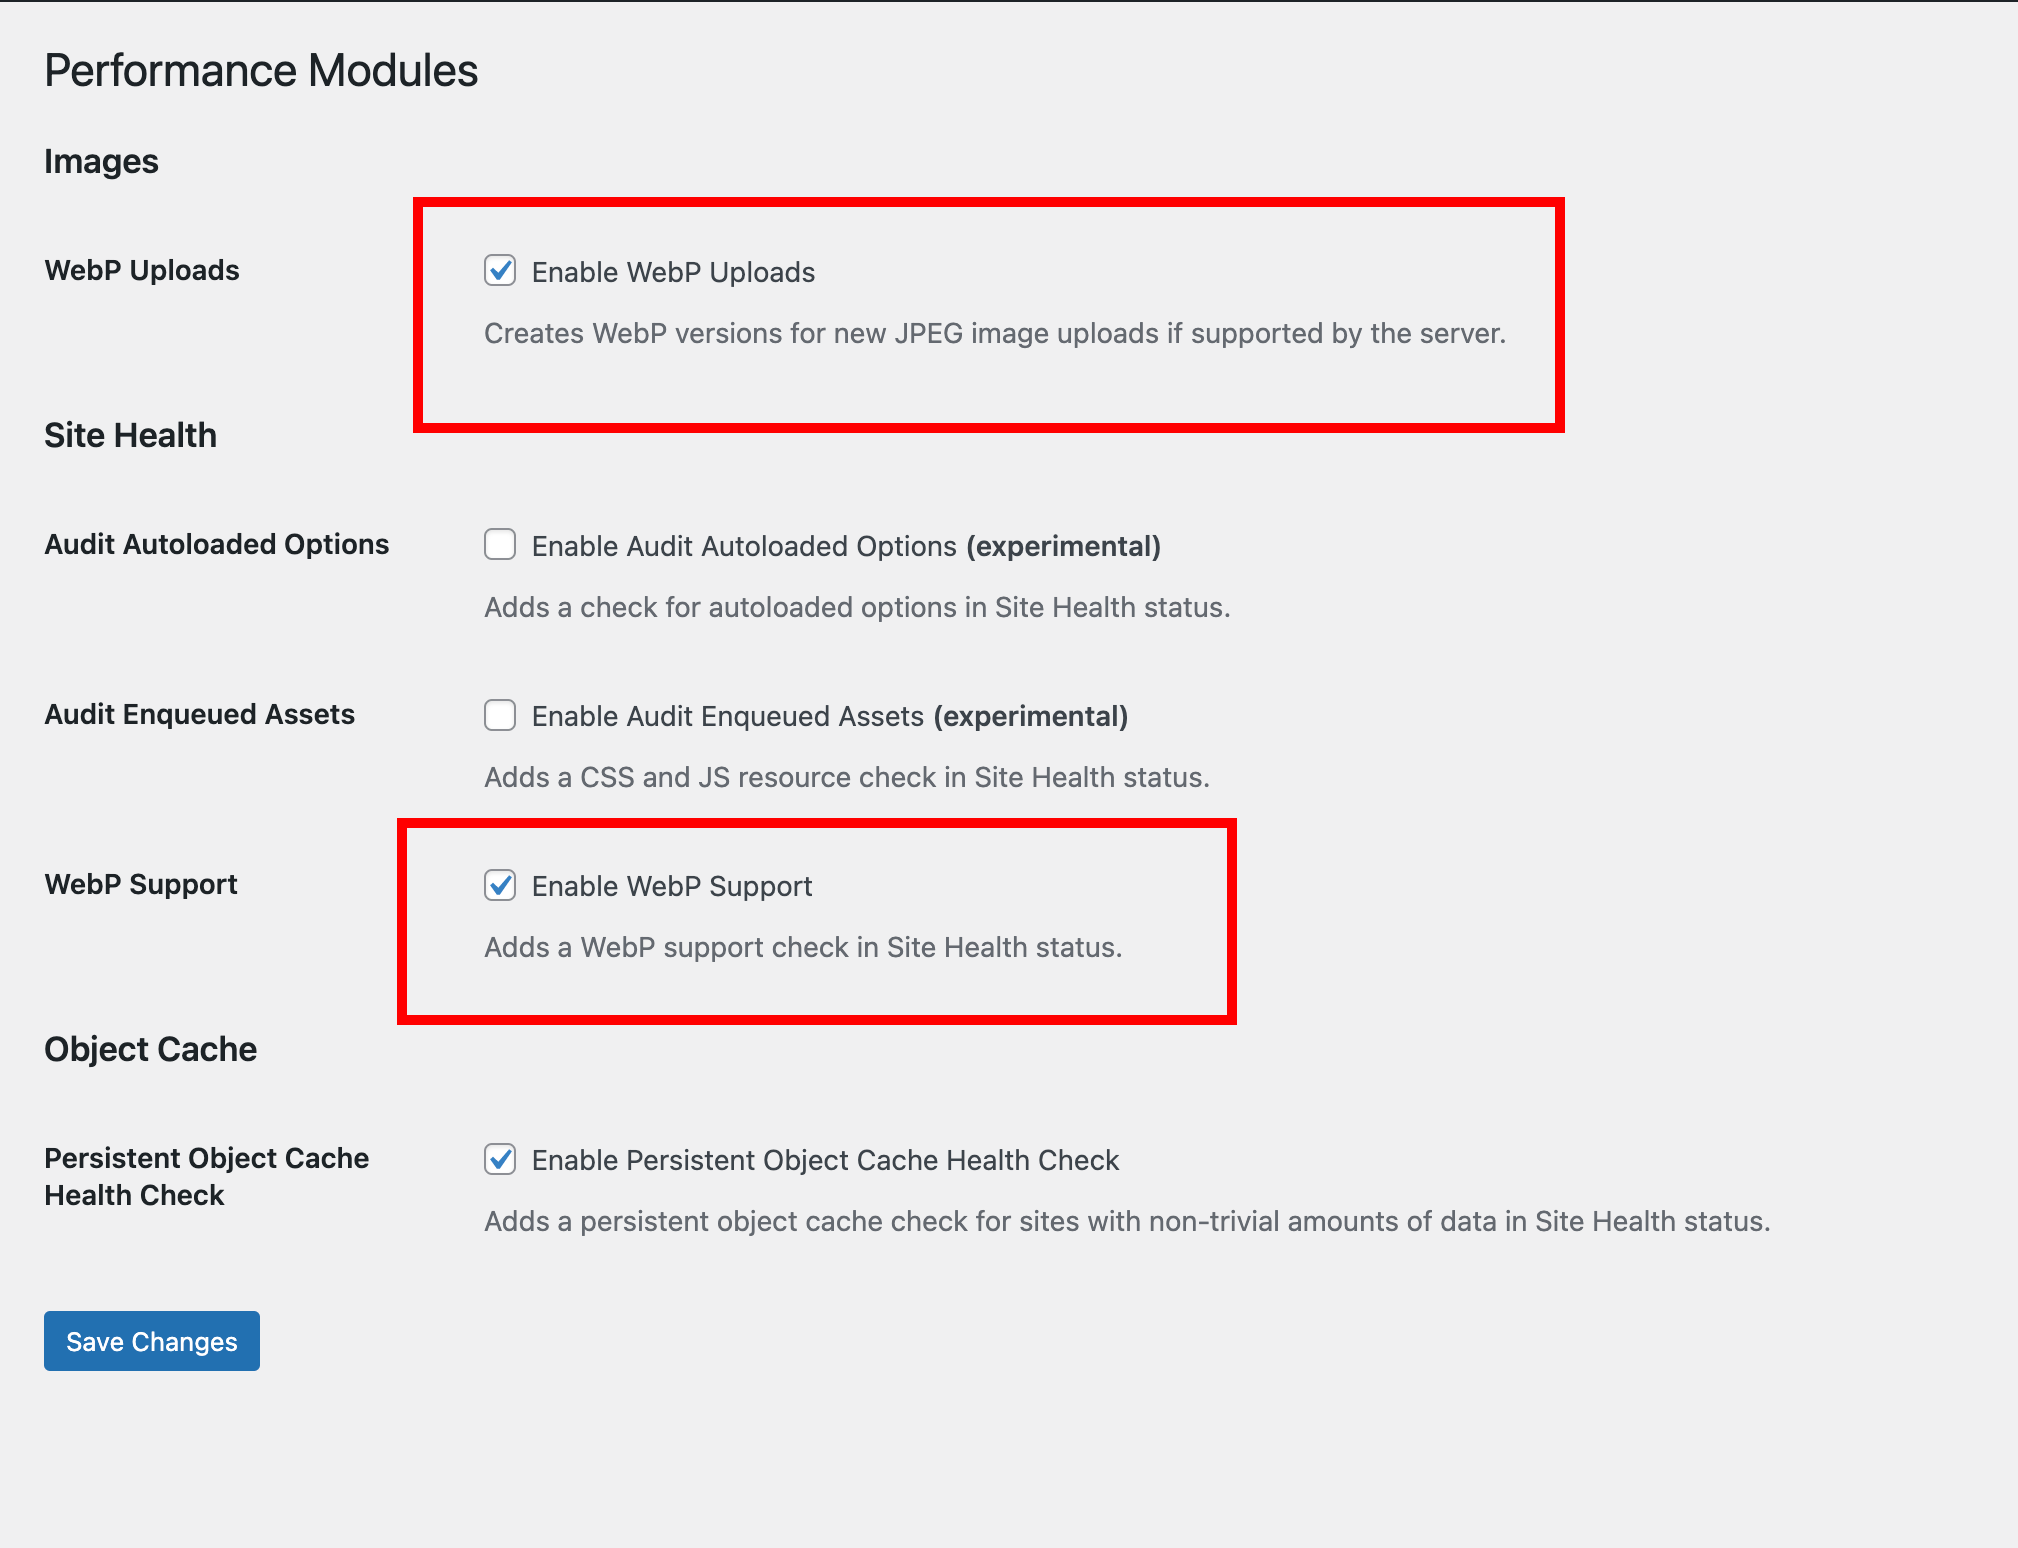 Performance Modules
Images
WebP Uploads
Enable WebP Uploads
Creates WebP versions for new JPEG image uploads if supported by the server.
Site Health
Audit Autoloaded Options
Enable Audit Autoloaded Options (experimental)
Adds a check for autoloaded options in Site Health status.
Audit Enqueued Assets
Enable Audit Enqueued Assets (experimental)
Adds a CSS and JS resource check in Site Health status.
WebP Support
Enable WebP Support
Adds a WebP support check in Site Health status.
Object Cache
Persistent Object Cache
Health Check
Enable Persistent Object Cache Health Check
Adds a persistent object cache check for sites with non-trivial amounts of data in Site Health status.
Save Changes